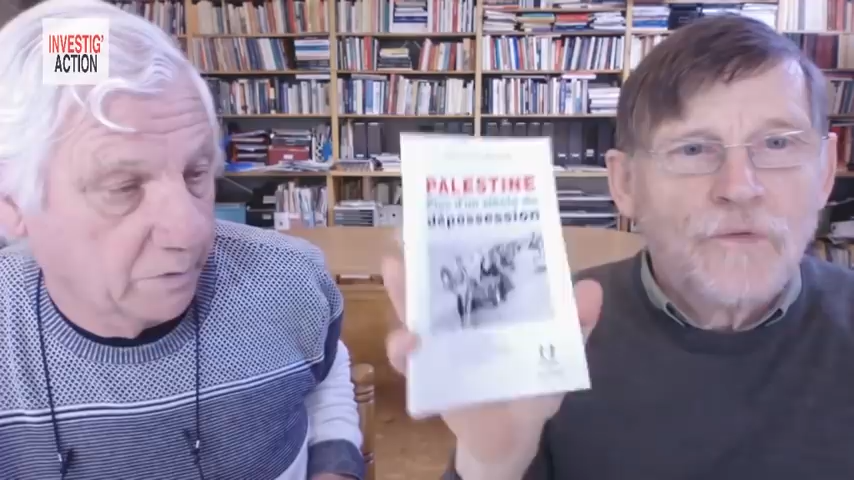 INVESTIG'
ACTION
PALESTINE
Plus d'un siècle de
dépossession